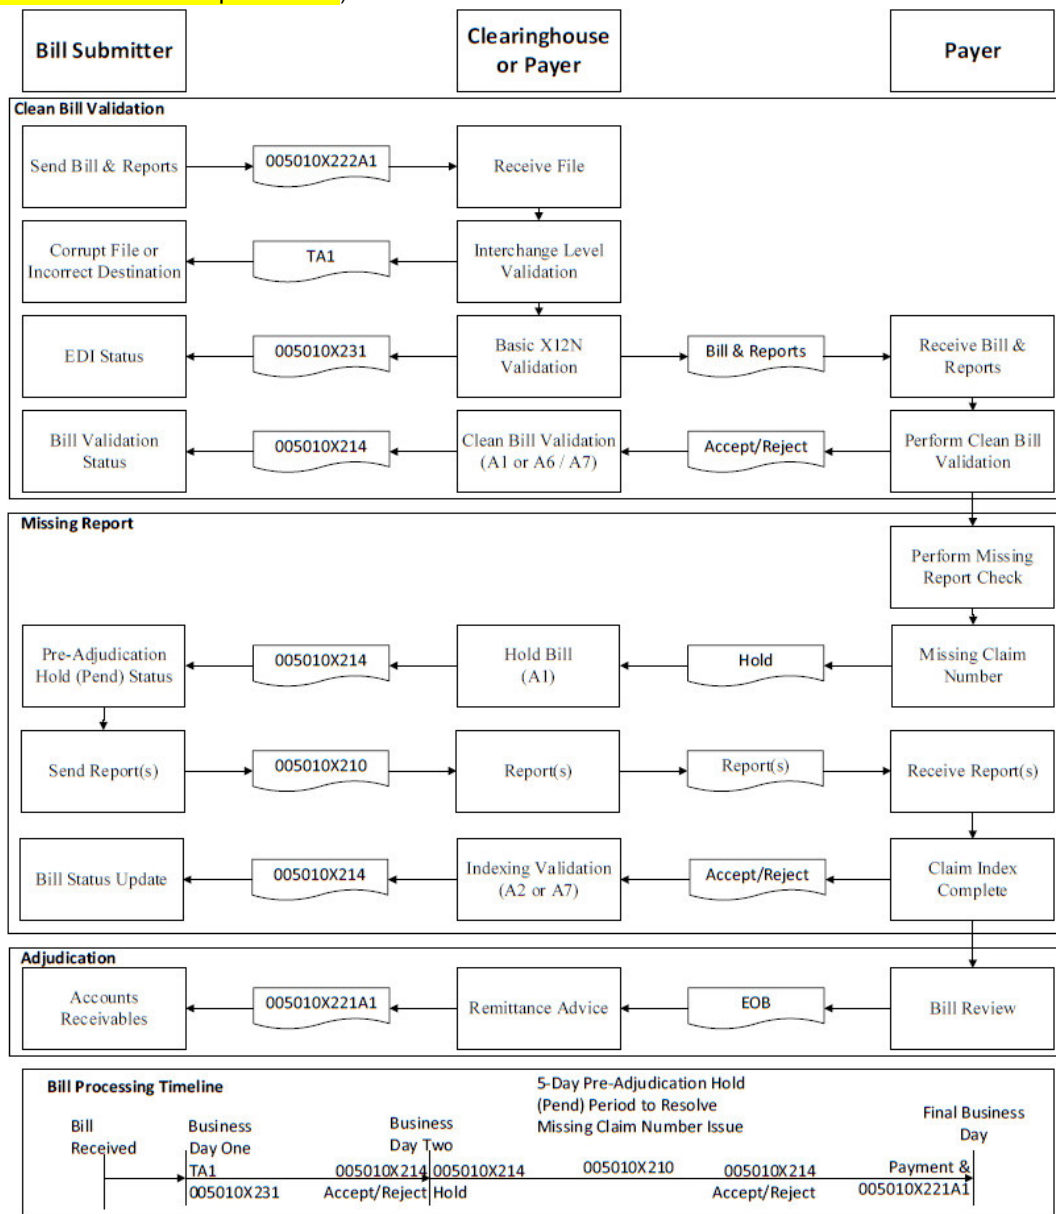 Bill Submitter
Clearinghouse
or Payer
Payer
Clean Bill Validation
Send Bill & Reports
005010X222A1
Receive File
Corrupt File or
Incorrect Destination
TA1
Interchange Level
Validation
EDI Status
005010X231
Basic X12N
Validation
Bill & Reports
Receive Bill &
Reports
Bill Validation
Status
005010X214
Clean Bill Validation
(A1 or A6 / A7)
Accept/Reject
Perform Clean Bill
Validation
Missing Report
Perform Missing
Report Check
Pre-Adjudication
Hold (Pend) Status
005010X214
Hold Bill
(A1)
Hold
Missing Claim
Number
Send Report(s)
005010X210
Report(s)
Report(s)
Receive Report(s)
Bill Status Update
005010X214
Indexing Validation
(A2 or A7)
Accept/Reject
Claim Index
Complete
Adjudication
Accounts
Receivables
005010X221A1
Remittance Advice
EOB
Bill Review
Bill Processing Timeline
5-Day Pre-Adjudication Hold
(Pend) Period to Resolve
Missing Claim Number Issue
Bill
Received
Business
Day One
Business
Day Two
Final Business
Day
TA1
005010X231
005010X214
Accept/Reject
005010X214
Hold
005010X210
005010X214
Accept/Reject
Payment &
005010X221A1